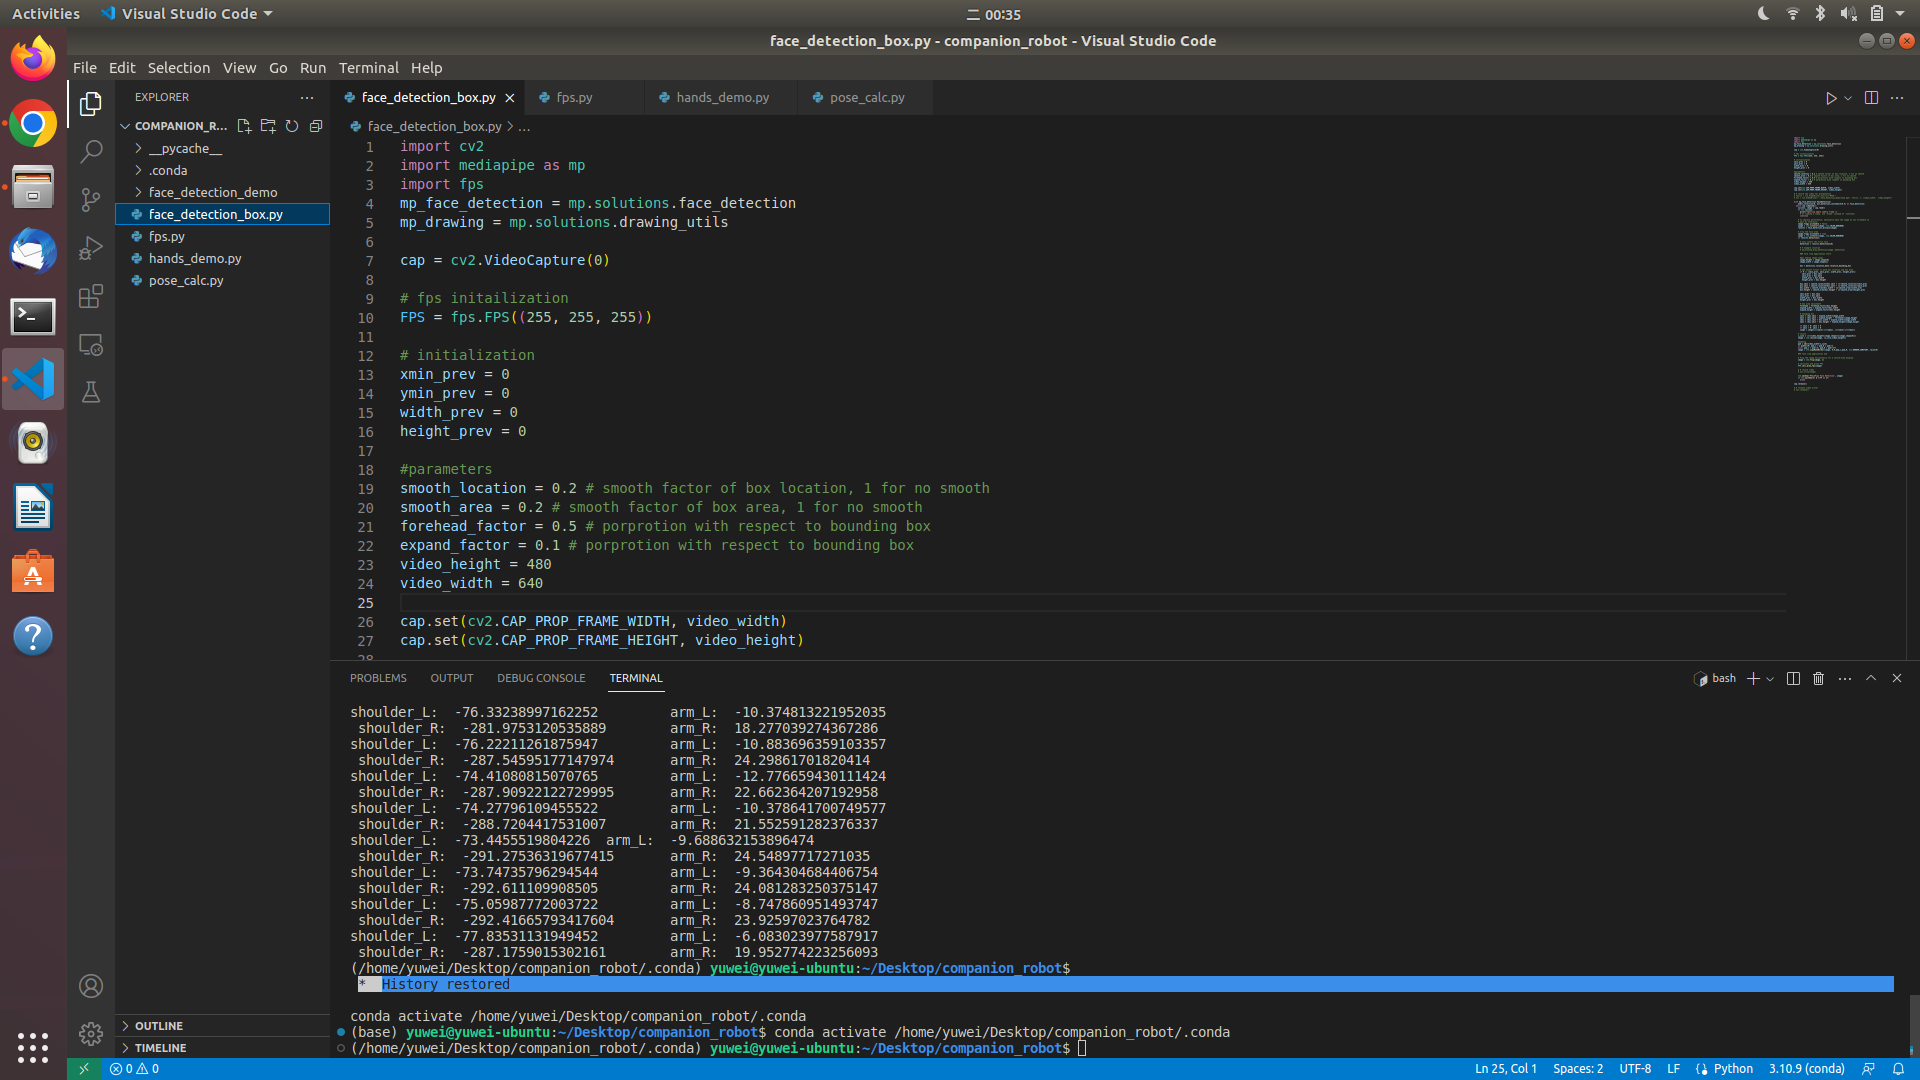 Activities
Visual Studio Code
二 00:35
face_detection_box.py - companion_robot - Visual Studio Code
File Edit Selection View Go Run Terminal Help
EXPLORER
COMPANION_R...
__pycache__
.conda
face_detection_demo
face_detection_box.py
fps.py
hands_demo.py
pose_calc.py
OUTLINE
TIMELINE
face_detection_box.py fps.py hands_demo.py pose_calc.py
face_detection_box.py > ...
1 import cv2
2 import mediapipe as mp
3 import fps
4 mp_face_detection = mp.solutions.face_detection
5 mp_drawing = mp.solutions.drawing_utils
6
7 cap = cv2.VideoCapture(0)
8
9 # fps initailization
10 FPS = fps.FPS((255, 255, 255))
11
12 # initialization
13 xmin_prev = 0
14 ymin_prev = 0
15 width_prev = 0
16 height_prev = 0
17
18 #parameters
19 smooth_location = 0.2 # smooth factor of box location, 1 for no smooth
20 smooth_area = 0.2 # smooth factor of box area, 1 for no smooth
21 forehead_factor = 0.5 # porprotion with respect to bounding box
22 expand_factor = 0.1 # porprotion with respect to bounding box
23 video_height = 480
24 video_width = 640
25
26 cap.set(cv2.CAP_PROP_FRAME_WIDTH, video_width)
27 cap.set(cv2.CAP_PROP_FRAME_HEIGHT, video_height)
28
PROBLEMS OUTPUT DEBUG CONSOLE TERMINAL
bash
shoulder_L: -76.33238997162252 arm_L: -10.374813221952035
shoulder_R: -281.9753120535889 arm_R: 18.277039274367286
shoulder_L: -76.22211261875947 arm_L: -10.883696359103357
shoulder_R: -287.54595177147974 arm_R: 24.29861701820414
shoulder_L: -74.41080815070765 arm_L: -12.776659430111424
shoulder_R: -287.90922122729995 arm_R: 22.662364207192958
shoulder_L: -74.27796109455522 arm_L: -10.378641700749577
shoulder_R: -288.7204417531007 arm_R: 21.552591282376337
shoulder_L: -73.4455519804226 arm_L: -9.688632153896474
shoulder_R: -291.27536319677415 arm_R: 24.54897717271035
shoulder_L: -73.74735796294544 arm_L: -9.364304684406754
shoulder_R: -292.611109908505 arm_R: 24.081283250375147
shoulder_L: -75.05987772003722 arm_L: -8.747860951493747
shoulder_R: -292.41665793417604 arm_R: 23.92597023764782
shoulder_L: -77.83531131949452 arm_L: -6.083023977587917
shoulder_R: -287.1759015302161 arm_R: 19.952774223256093
(/home/yuwei/Desktop/companion_robot/.conda) yuwei@yuwei-ubuntu:~/Desktop/companion_robot$
* History restored
conda activate /home/yuwei/Desktop/companion_robot/.conda
(base) yuwei@yuwei-ubuntu:~/Desktop/companion_robot$ conda activate /home/yuwei/Desktop/companion_robot/.conda
(/home/yuwei/Desktop/companion_robot/.conda) yuwei@yuwei-ubuntu:~/Desktop/companion_robot$
0 0
Ln 25, Col 1 Spaces: 2 UTF-8 LF Python 3.10.9 (conda)